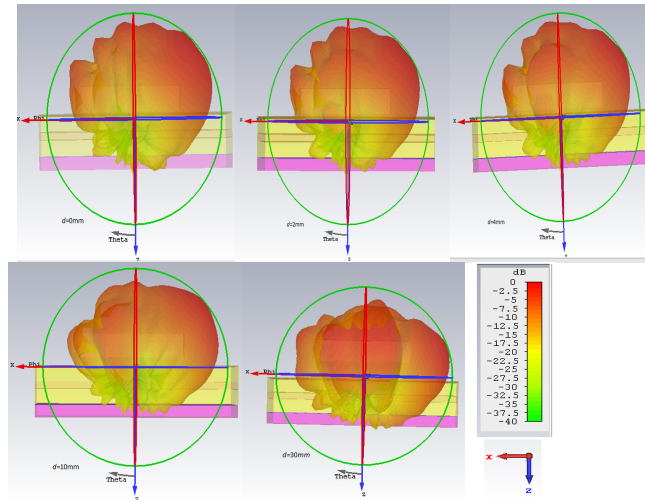 x Phi
d=0mm
Theta
x Phi
d=2mm
Theta
z
x Phi
d=4mm
Theta
x Phi
d=10mm
Theta
x Phi
d=30mm
Theta
z
dB
0
-2.5
-5
-7.5
-10
-12.5
-15
-17.5
-20
-22.5
-25
-27.5
-30
-32.5
-35
-37.5
-40
x
z